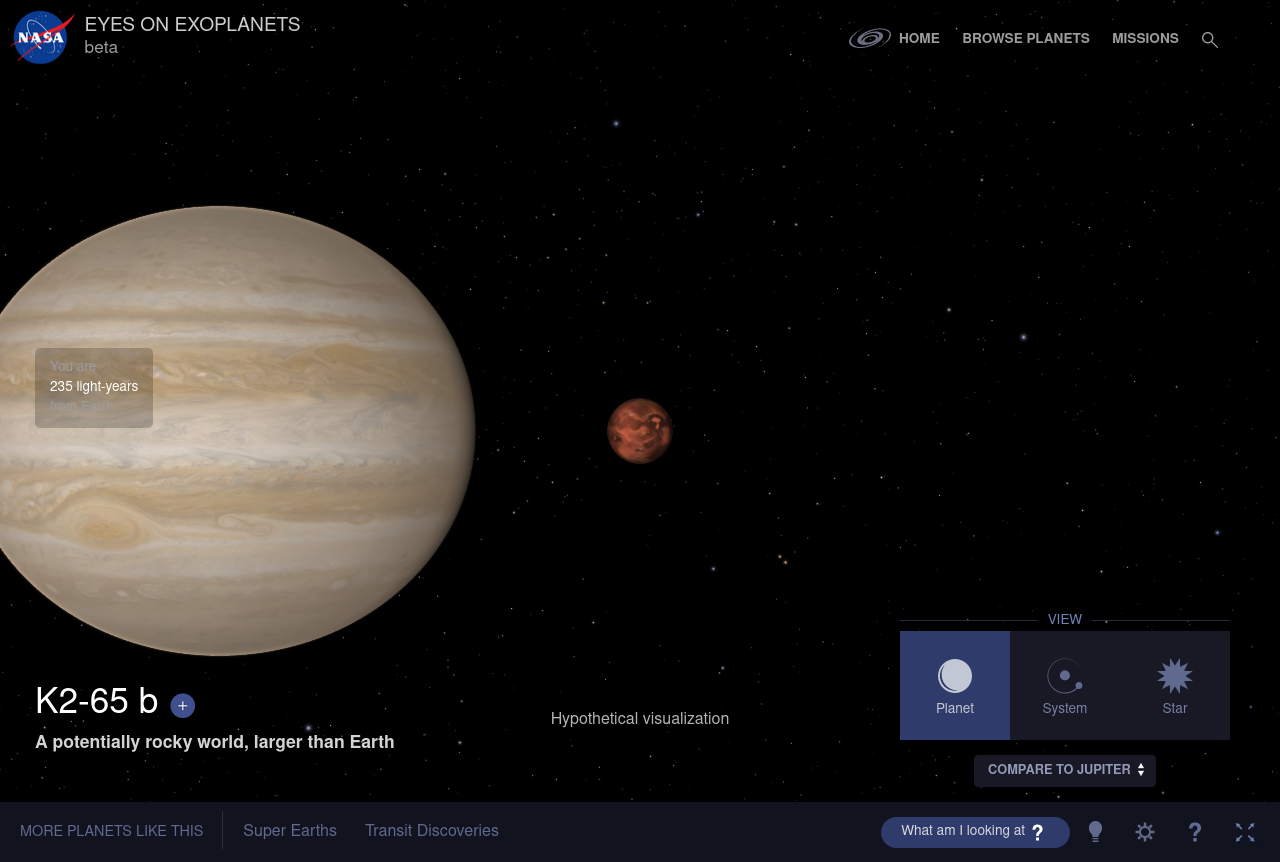 NASA
EYES ON EXOPLANETS
beta
HOME
BROWSE PLANETS
MISSIONS
You are
235 light-years
from Earth
VIEW
Planet
System
Star
K2-65 b +
A potentially rocky world, larger than Earth
Hypothetical visualization
COMPARE TO JUPITER
MORE PLANETS LIKE THIS
Super Earths
Transit Discoveries
What am I looking at ?
?